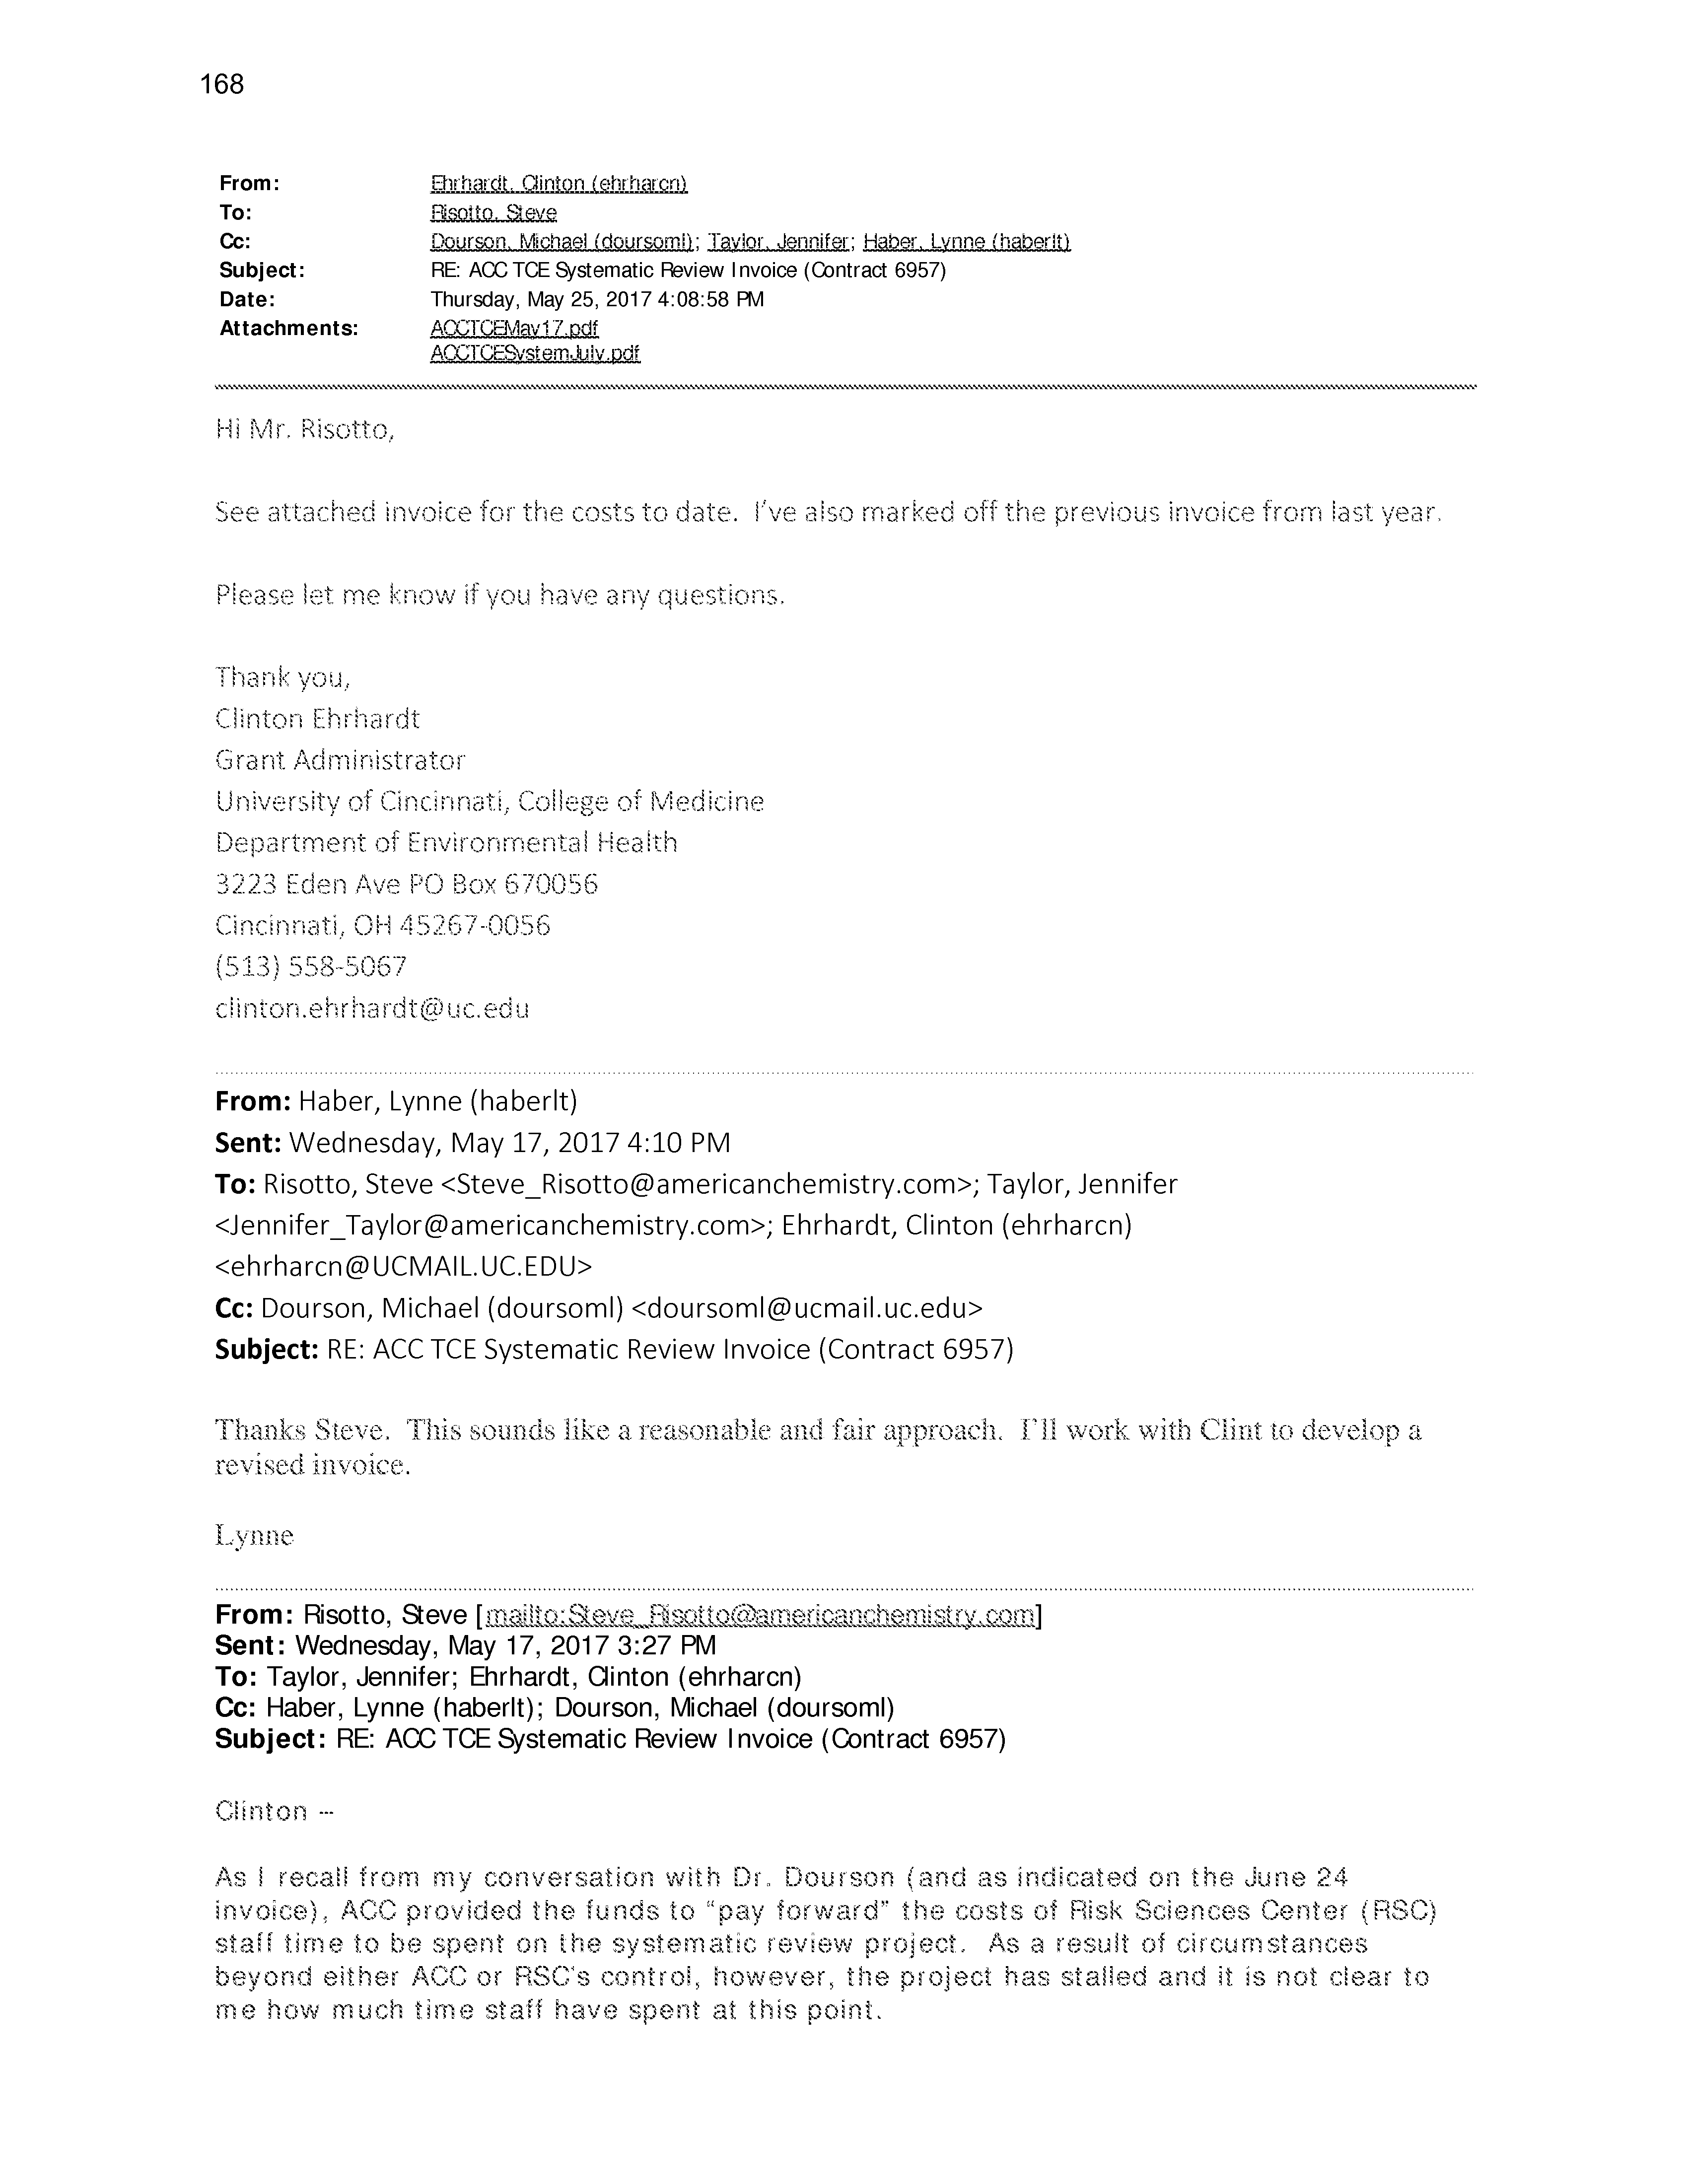 168
From: Ehrhardt, Clinton (ehrharcn)
To: Risotto, Steve
Cc: Dourson, Michael (doursoml); Taylor, Jennifer; Haber, Lynne (haberlt)
Subject: RE: ACC TCE Systematic Review Invoice (Contract 6957)
Date: Thursday, May 25, 2017 4:08:58 PM
Attachments: ACCTCEMay17.pdf
ACCTCESystemJuly.pdf
Hi Mr. Risotto,
See attached invoice for the costs to date.  I've also marked off the previous invoice from last year.
Please let me know if you have any questions.
Thank you,
Clinton Ehrhardt
Grant Administrator
University of Cincinnati, College of Medicine
Department of Environmental Health
3223 Eden Ave PO Box 670056
Cincinnati, OH 45267-0056
(513) 558-5067
clinton.ehrhardt@uc.edu
From: Haber, Lynne (haberlt)
Sent: Wednesday, May 17, 2017 4:10 PM
To: Risotto, Steve <Steve_Risotto@americanchemistry.com>; Taylor, Jennifer
<Jennifer_Taylor@americanchemistry.com>; Ehrhardt, Clinton (ehrharcn)
<ehrharcn@UCMAIL.UC.EDU>
Cc: Dourson, Michael (doursoml) <doursoml@ucmail.uc.edu>
Subject: RE: ACC TCE Systematic Review Invoice (Contract 6957)
Thanks Steve.  This sounds like a reasonable and fair approach.  I'll work with Clint to develop a
revised invoice.
Lynne
From: Risotto, Steve [mailto:Steve_Risotto@americanchemistry.com]
Sent: Wednesday, May 17, 2017 3:27 PM
To: Taylor, Jennifer; Ehrhardt, Clinton (ehrharcn)
Cc: Haber, Lynne (haberlt); Dourson, Michael (doursoml)
Subject: RE: ACC TCE Systematic Review Invoice (Contract 6957)
Clinton --
As I recall from my conversation with Dr. Dourson (and as indicated on the June 24
invoice), ACC provided the funds to “pay forward” the costs of Risk Sciences Center (RSC)
staff time to be spent on the systematic review project.  As a result of circumstances
beyond either ACC or RSC's control, however, the project has stalled and it is not clear to
me how much time staff have spent at this point.